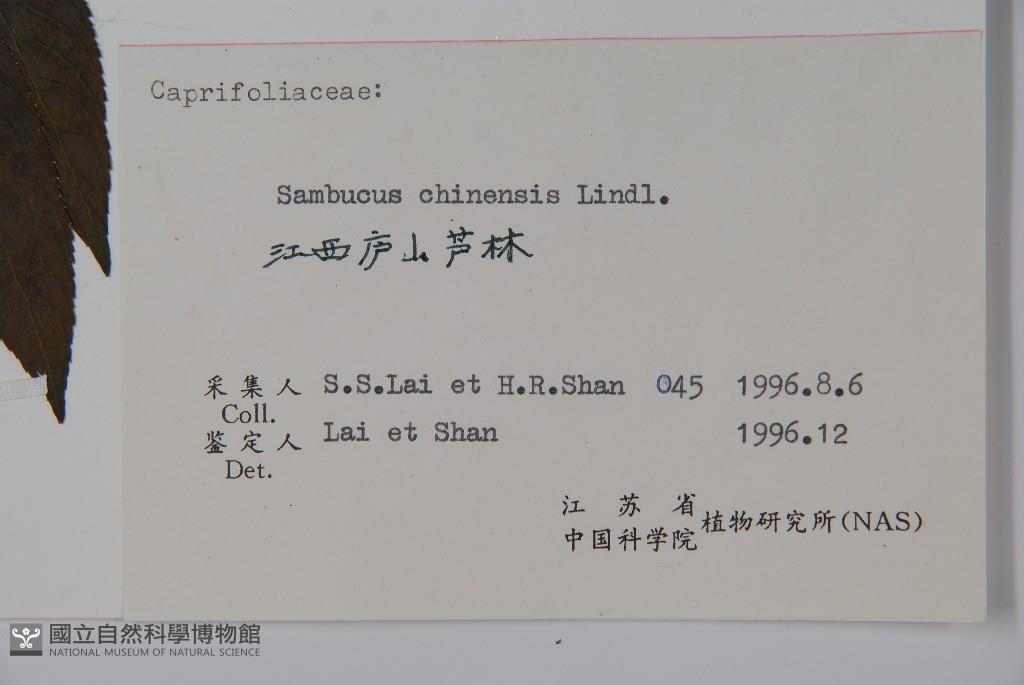 Caprifoliaceae:
Sambucus chinensis Lindl.
江西庐山芦林
采集人 S.S.Lai et H.R.Shan 045 1996.8.6
Coll.
鉴定人 Lai et Shan 1996.12
Det.
江苏省
中国科学院 植物研究所(NAS)
國立自然科學博物館
NATIONAL MUSEUM OF NATURAL SCIENCE